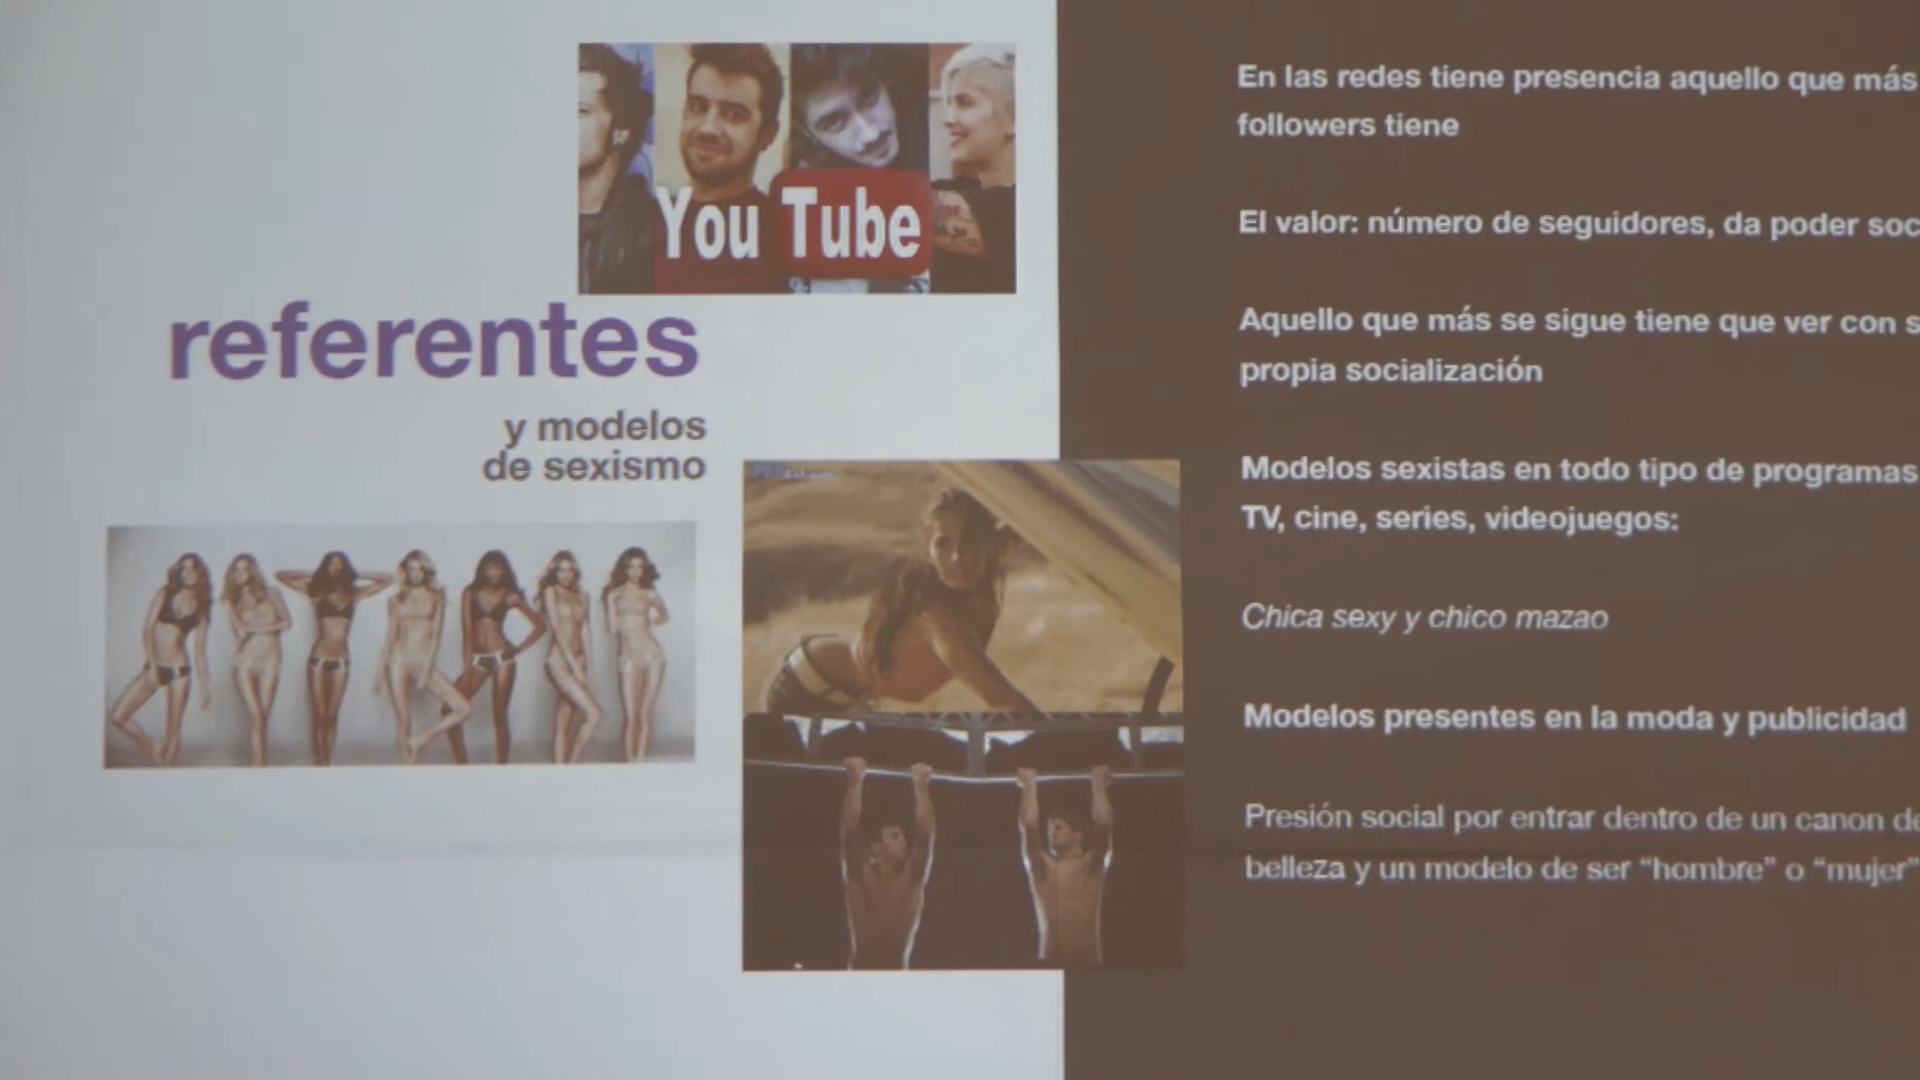 You Tube
referentes
y modelos
de sexismo
En las redes tiene presencia aquello que más
followers tiene
El valor: número de seguidores, da poder soc
Aquello que más se sigue tiene que ver con s
propia socialización
Modelos sexistas en todo tipo de programas
TV, cine, series, videojuegos:
Chica sexy y chico mazao
Modelos presentes en la moda y publicidad
Presión social por entrar dentro de un canon de
belleza y un modelo de ser “hombre” o “mujer”